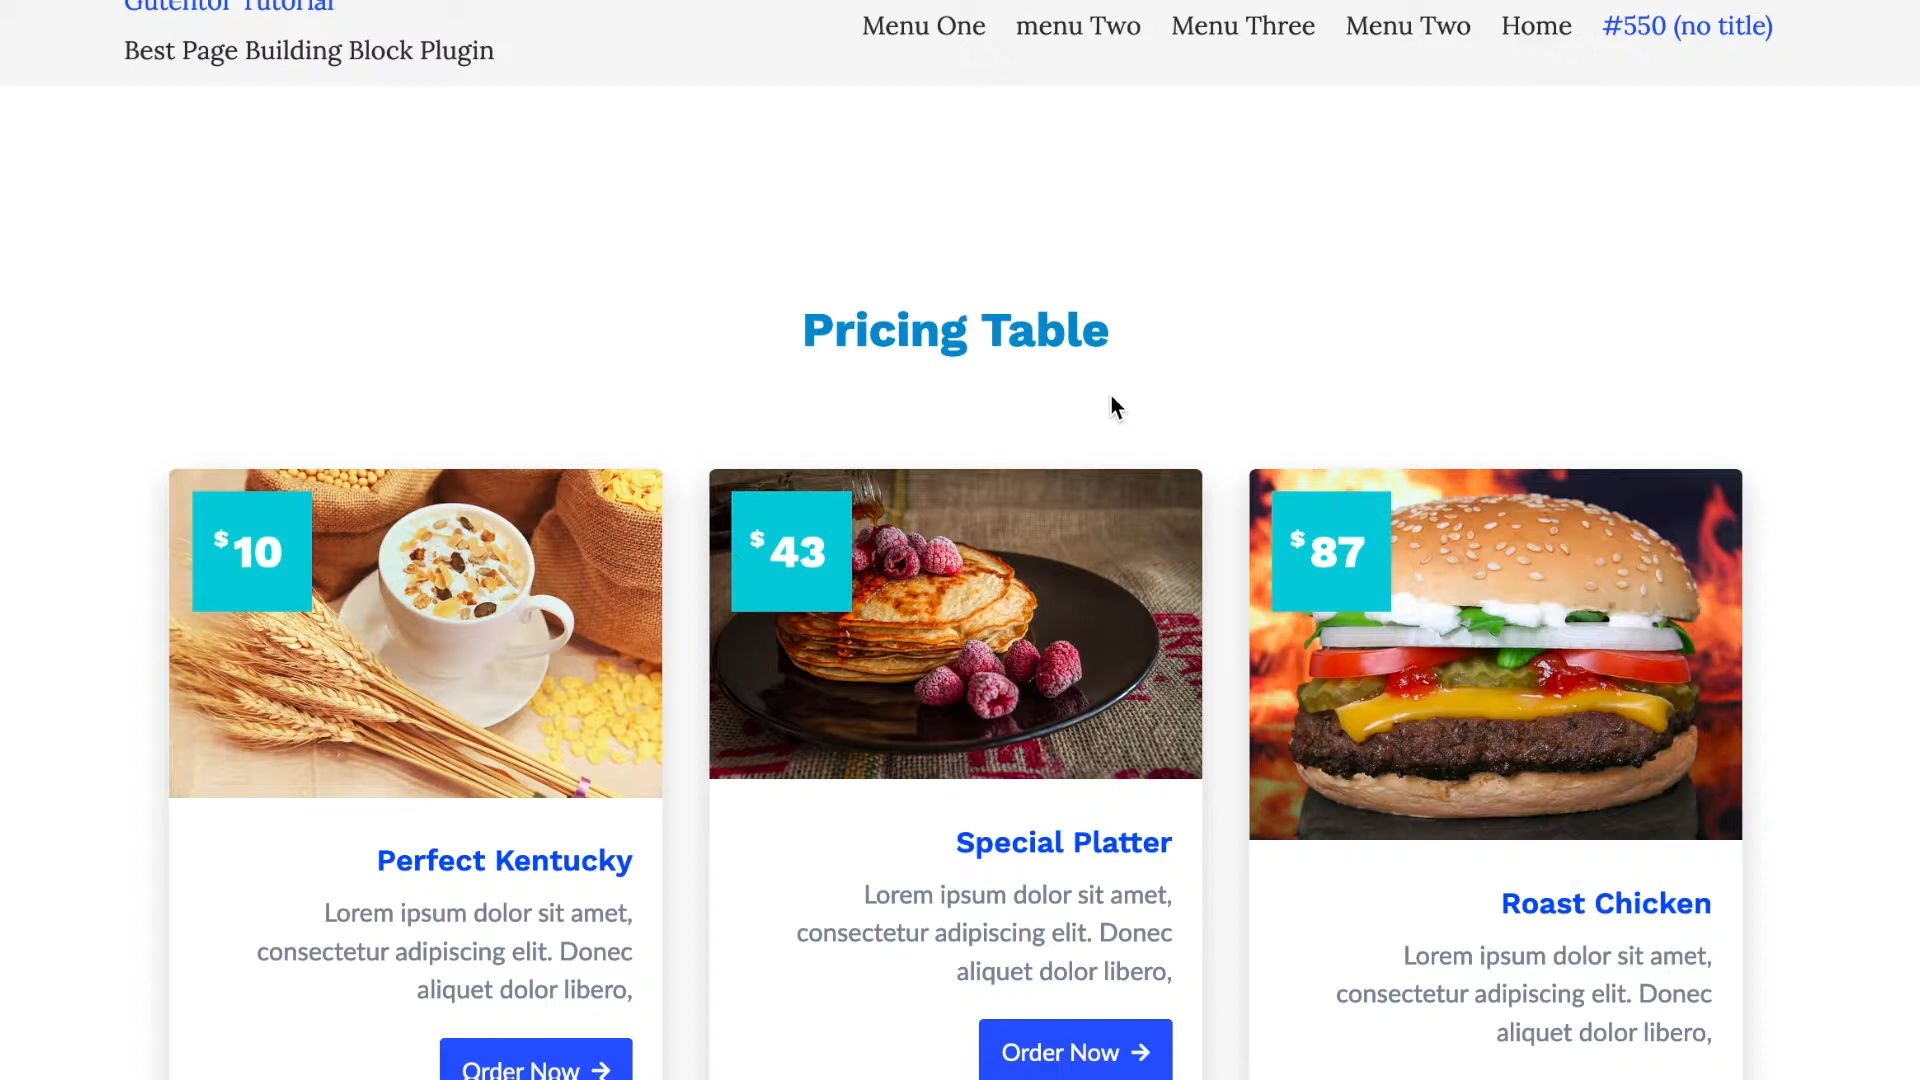 Gutentor Tutorial
Best Page Building Block Plugin
Menu One menu Two Menu Three Menu Two Home #550 (no title)
Pricing Table
$10
$43
$87
Perfect Kentucky
Lorem ipsum dolor sit amet,
consectetur adipiscing elit. Donec
aliquet dolor libero,
Order Now →
Special Platter
Lorem ipsum dolor sit amet,
consectetur adipiscing elit. Donec
aliquet dolor libero,
Order Now →
Roast Chicken
Lorem ipsum dolor sit amet,
consectetur adipiscing elit. Donec
aliquet dolor libero,